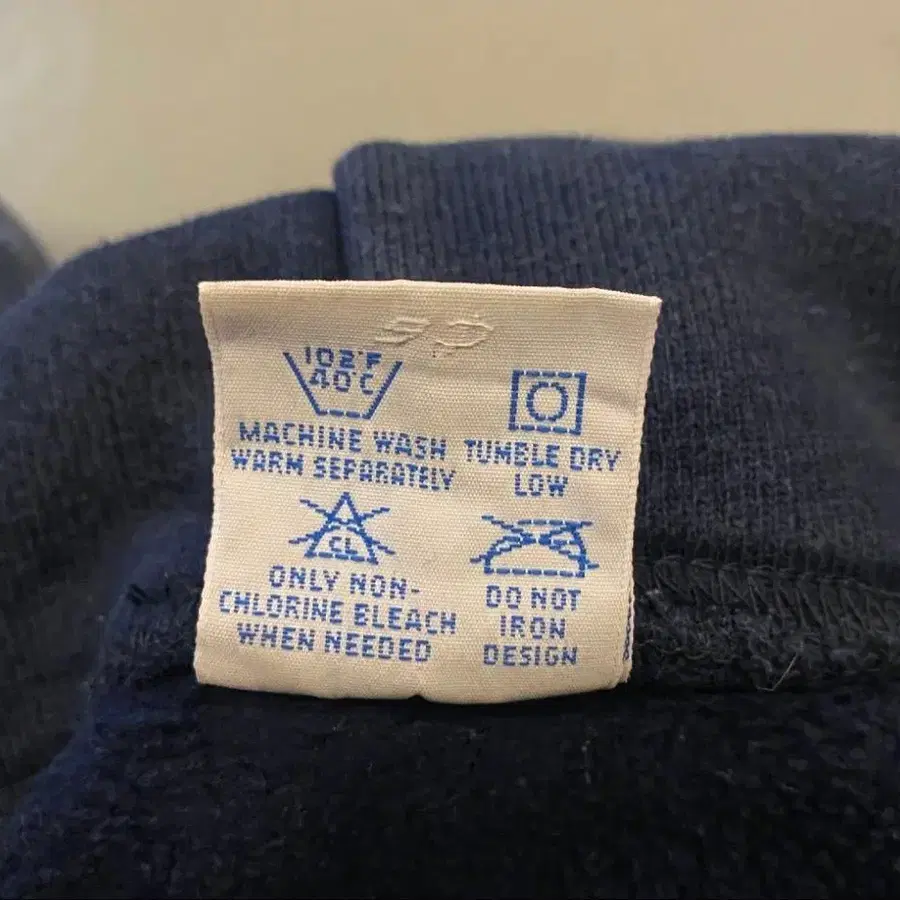 102°F
40°C
MACHINE WASH
WARM SEPARATELY
TUMBLE DRY
LOW
CL
ONLY NON-
CHLORINE BLEACH
WHEN NEEDED
DO NOT
IRON
DESIGN